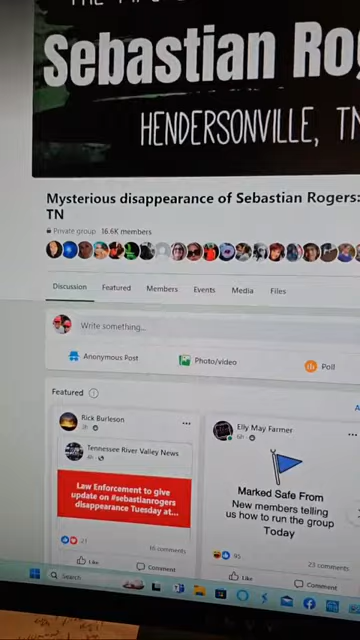 Sebastian Ro
HENDERSONVILLE, TN
Mysterious disappearance of Sebastian Rogers:
TN
Private group 16.6K members
Discussion Featured Members Events Media Files
Write something...
Anonymous Post Photo/video Poll
Featured
Rick Burleson
Tennessee River Valley News
Law Enforcement to give
update on #sebastianrogers
disappearance Tuesday at...
27 16 comments
Like Comment
Elly May Farmer
Marked Safe From
New members telling
us how to run the group
Today
95 23 comments
Like Comment
Search